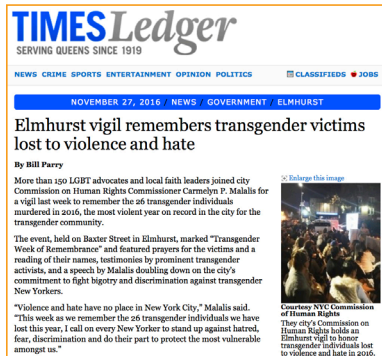 TIMES Ledger
SERVING QUEENS SINCE 1919
NEWS CRIME SPORTS ENTERTAINMENT OPINION POLITICS CLASSIFIEDS JOBS
NOVEMBER 27, 2016 / NEWS / GOVERNMENT / ELMHURST
Elmhurst vigil remembers transgender victims
lost to violence and hate
By Bill Parry
More than 150 LGBT advocates and local faith leaders joined city
Commission on Human Rights Commissioner Carmelyn P. Malalis for
a vigil last week to remember the 26 transgender individuals
murdered in 2016, the most violent year on record in the city for the
transgender community.
The event, held on Baxter Street in Elmhurst, marked “Transgender
Week of Remembrance” and featured prayers for the victims and a
reading of their names, testimonies by prominent transgender
activists, and a speech by Malalis doubling down on the city’s
commitment to fight bigotry and discrimination against transgender
New Yorkers.
“Violence and hate have no place in New York City,” Malalis said.
“This week as we remember the 26 transgender individuals we have
lost this year, I call on every New Yorker to stand up against hatred,
fear, discrimination and do their part to protect the most vulnerable
amongst us.”
Enlarge this image
Courtesy NYC Commission
of Human Rights
They city’s Commission on
Human Rights holds an
Elmhurst vigil to honor
transgender individuals lost
to violence and hate in 2016.